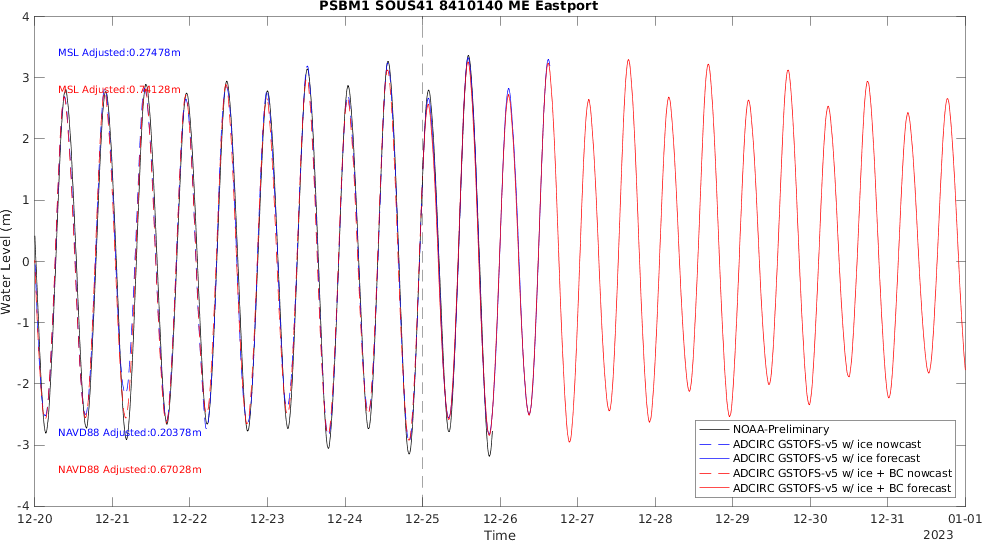 PSBM1 SOUS41 8410140 ME Eastport
4
3
2
1
0
-1
-2
-3
-4
Water Level (m)
MSL Adjusted:0.27478m
MSL Adjusted:0.74128m
NAVD88 Adjusted:0.20378m
NAVD88 Adjusted:0.67028m
NOAA-Preliminary
ADCIRC GSTOFS-v5 w/ ice nowcast
ADCIRC GSTOFS-v5 w/ ice forecast
ADCIRC GSTOFS-v5 w/ ice + BC nowcast
ADCIRC GSTOFS-v5 w/ ice + BC forecast
12-20 12-21 12-22 12-23 12-24 12-25 12-26 12-27 12-28 12-29 12-30 12-31 01-01
Time
2023